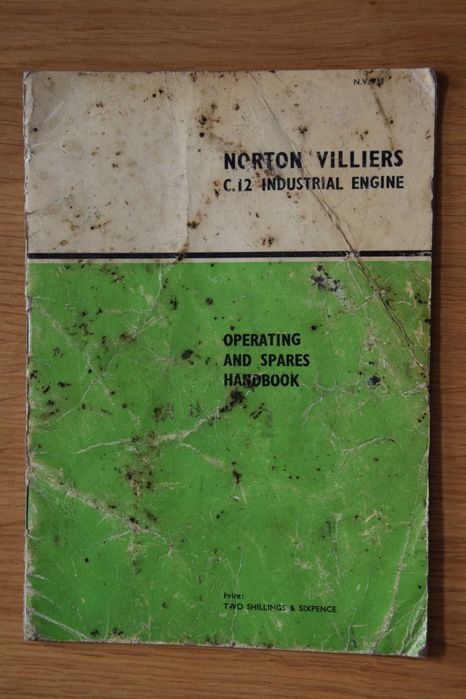 NORTON VILLIERS
C.12 INDUSTRIAL ENGINE
OPERATING
AND SPARES
HANDBOOK
Price:
TWO SHILLINGS & SIXPENCE